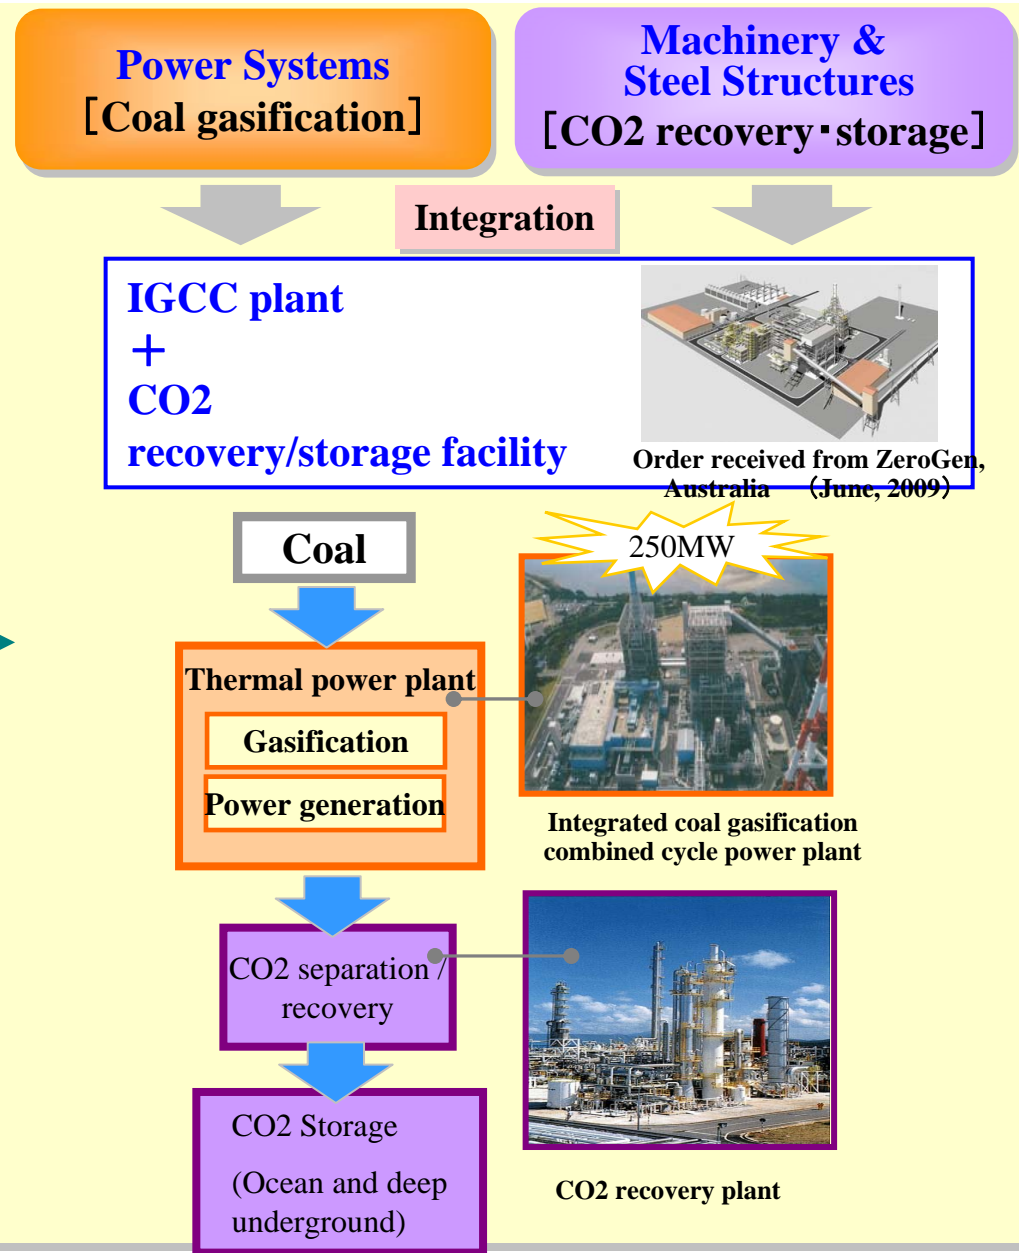 Power Systems
［Coal gasification］
Machinery &
Steel Structures
［CO2 recovery･storage］
Integration
IGCC plant
＋
CO2
recovery/storage facility
Order received from ZeroGen,
Australia （June, 2009）
Coal
250MW
Thermal power plant
Gasification
Power generation
Integrated coal gasification
combined cycle power plant
CO2 separation /
recovery
CO2 Storage
(Ocean and deep
underground)
CO2 recovery plant